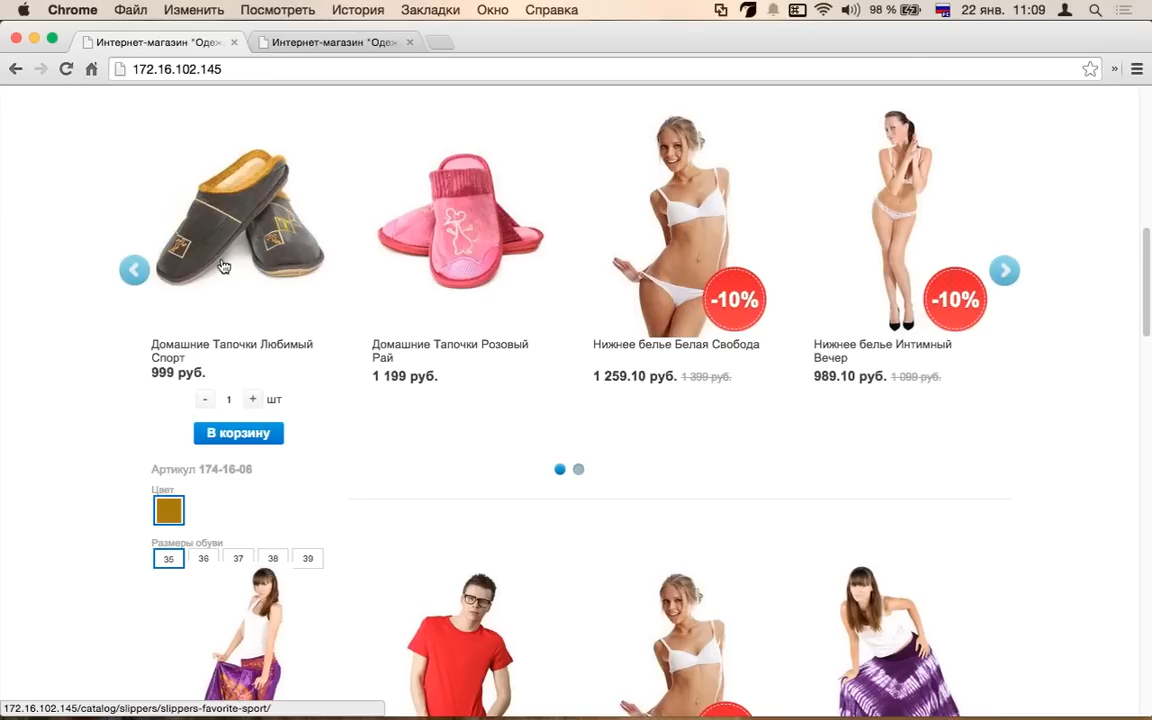 Chrome Файл Изменить Посмотреть История Закладки Окно Справка 98 % 22 янв. 11:09
Интернет-магазин "Одеж Интернет-магазин "Одеж
172.16.102.145 »
-10% -10%
Домашние Тапочки Любимый Спорт
999 руб.
- 1 + шт
В корзину
Артикул 174-16-06
Цвет
Размеры обуви
35 36 37 38 39
Домашние Тапочки Розовый Рай
1 199 руб.
Нижнее белье Белая Свобода
1 259.10 руб. 1 399 руб.
Нижнее белье Интимный Вечер
989.10 руб. 1 099 руб.
172.16.102.145/catalog/slippers/slippers-favorite-sport/